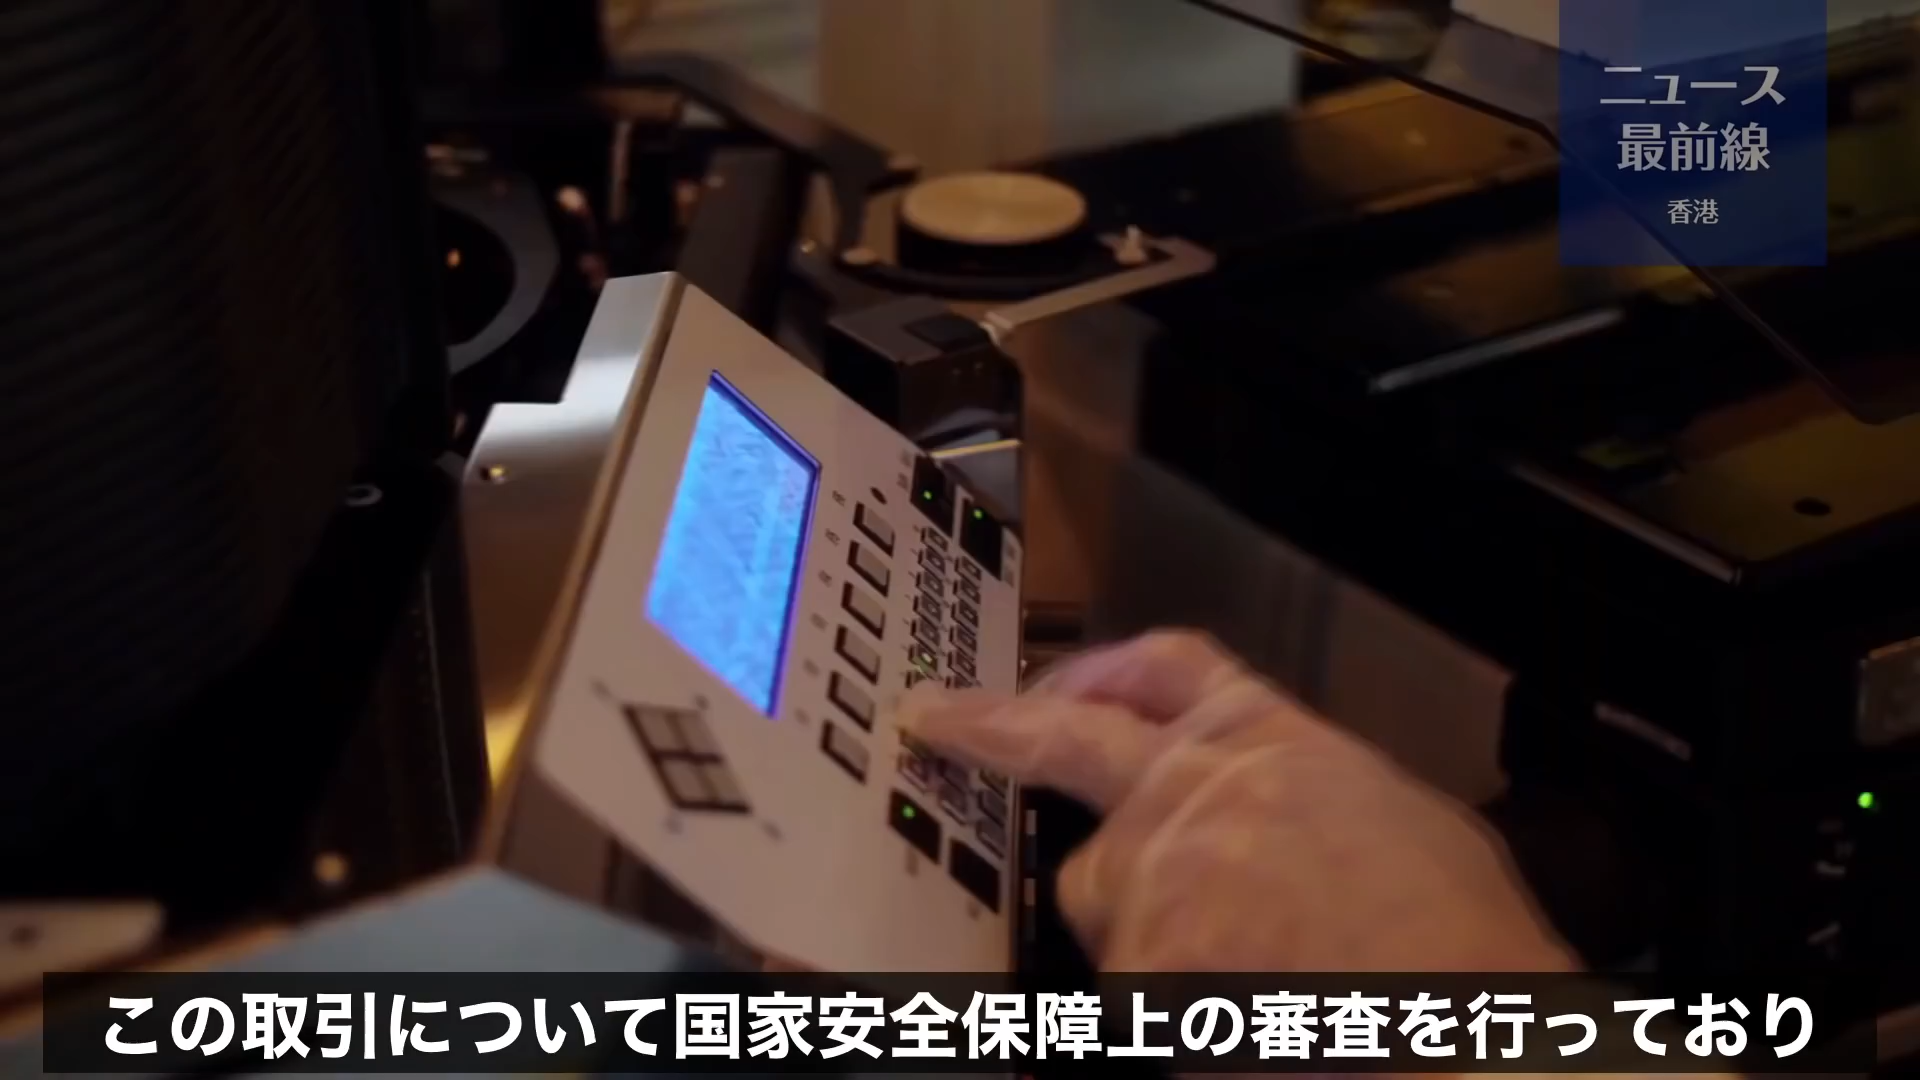 ニュース
最前線
香港
この取引について国家安全保障上の審査を行っており